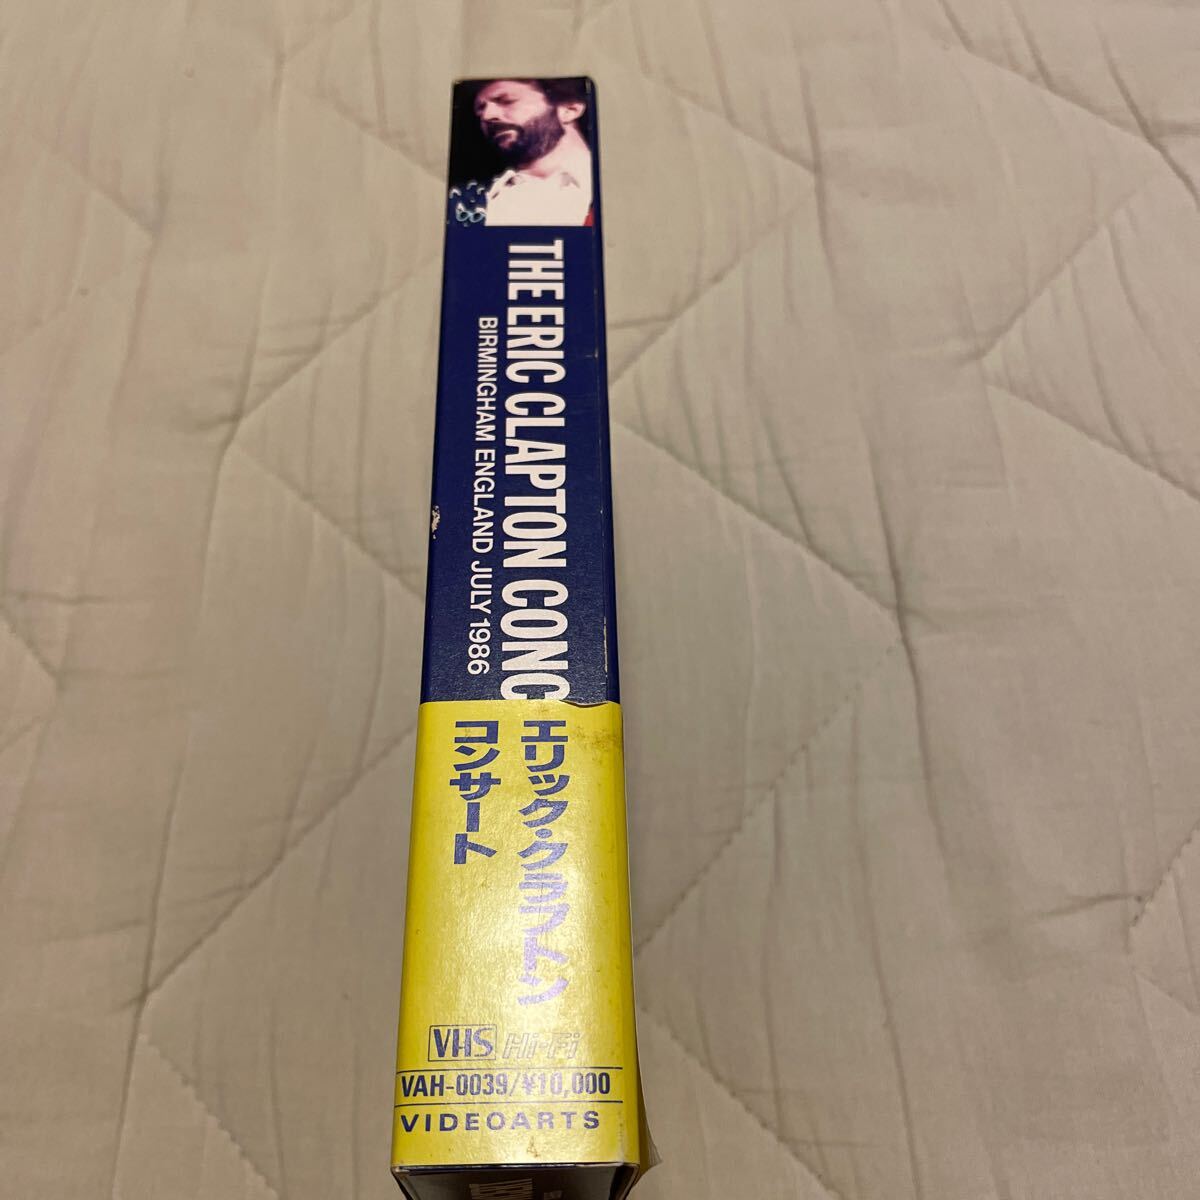 THE ERIC CLAPTON CONC
BIRMINGHAM ENGLAND JULY 1986
エリック・クラプトン
コンサート
VHS Hi-Fi
VAH-0039/¥10,000
VIDEOARTS